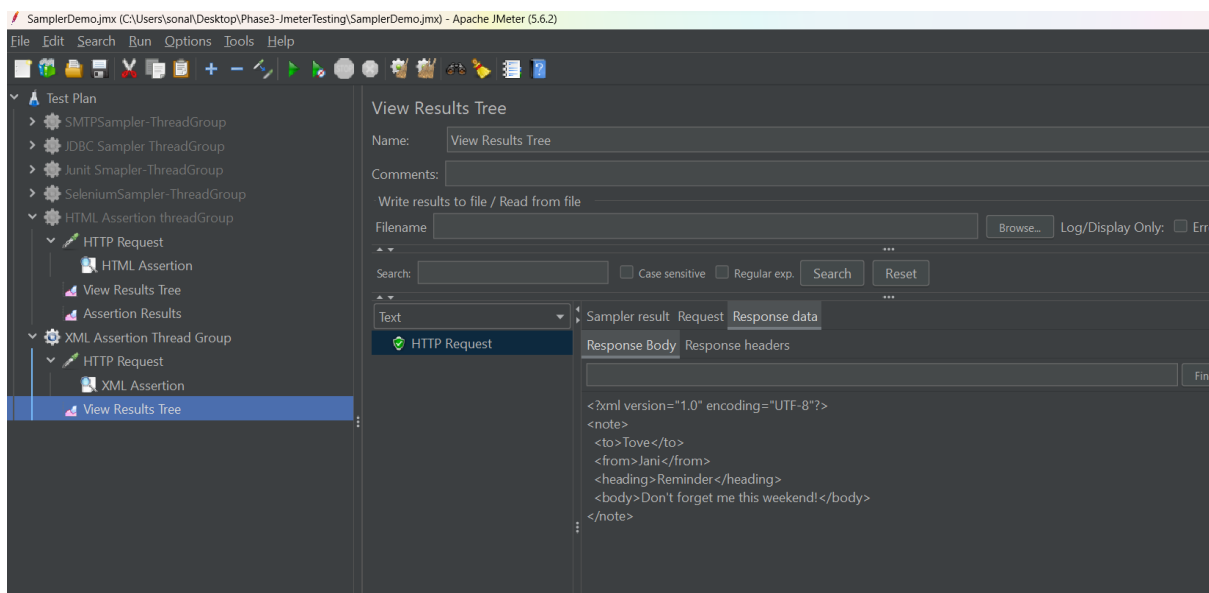 SamplerDemo.jmx (C:\Users\sonal\Desktop\Phase3-JmeterTesting\SamplerDemo.jmx) - Apache JMeter (5.6.2)
File Edit Search Run Options Tools Help
Test Plan
SMTPSampler-ThreadGroup
JDBC Sampler ThreadGroup
Junit Smapler-ThreadGroup
SeleniumSampler-ThreadGroup
HTML Assertion threadGroup
HTTP Request
HTML Assertion
View Results Tree
Assertion Results
XML Assertion Thread Group
HTTP Request
XML Assertion
View Results Tree
View Results Tree
Name: View Results Tree
Comments:
Write results to file / Read from file
Filename Browse... Log/Display Only: Err
Search: Case sensitive Regular exp. Search Reset
Text
HTTP Request
Sampler result Request Response data
Response Body Response headers
Fin
<?xml version="1.0" encoding="UTF-8"?>
<note>
<to>Tove</to>
<from>Jani</from>
<heading>Reminder</heading>
<body>Don't forget me this weekend!</body>
</note>